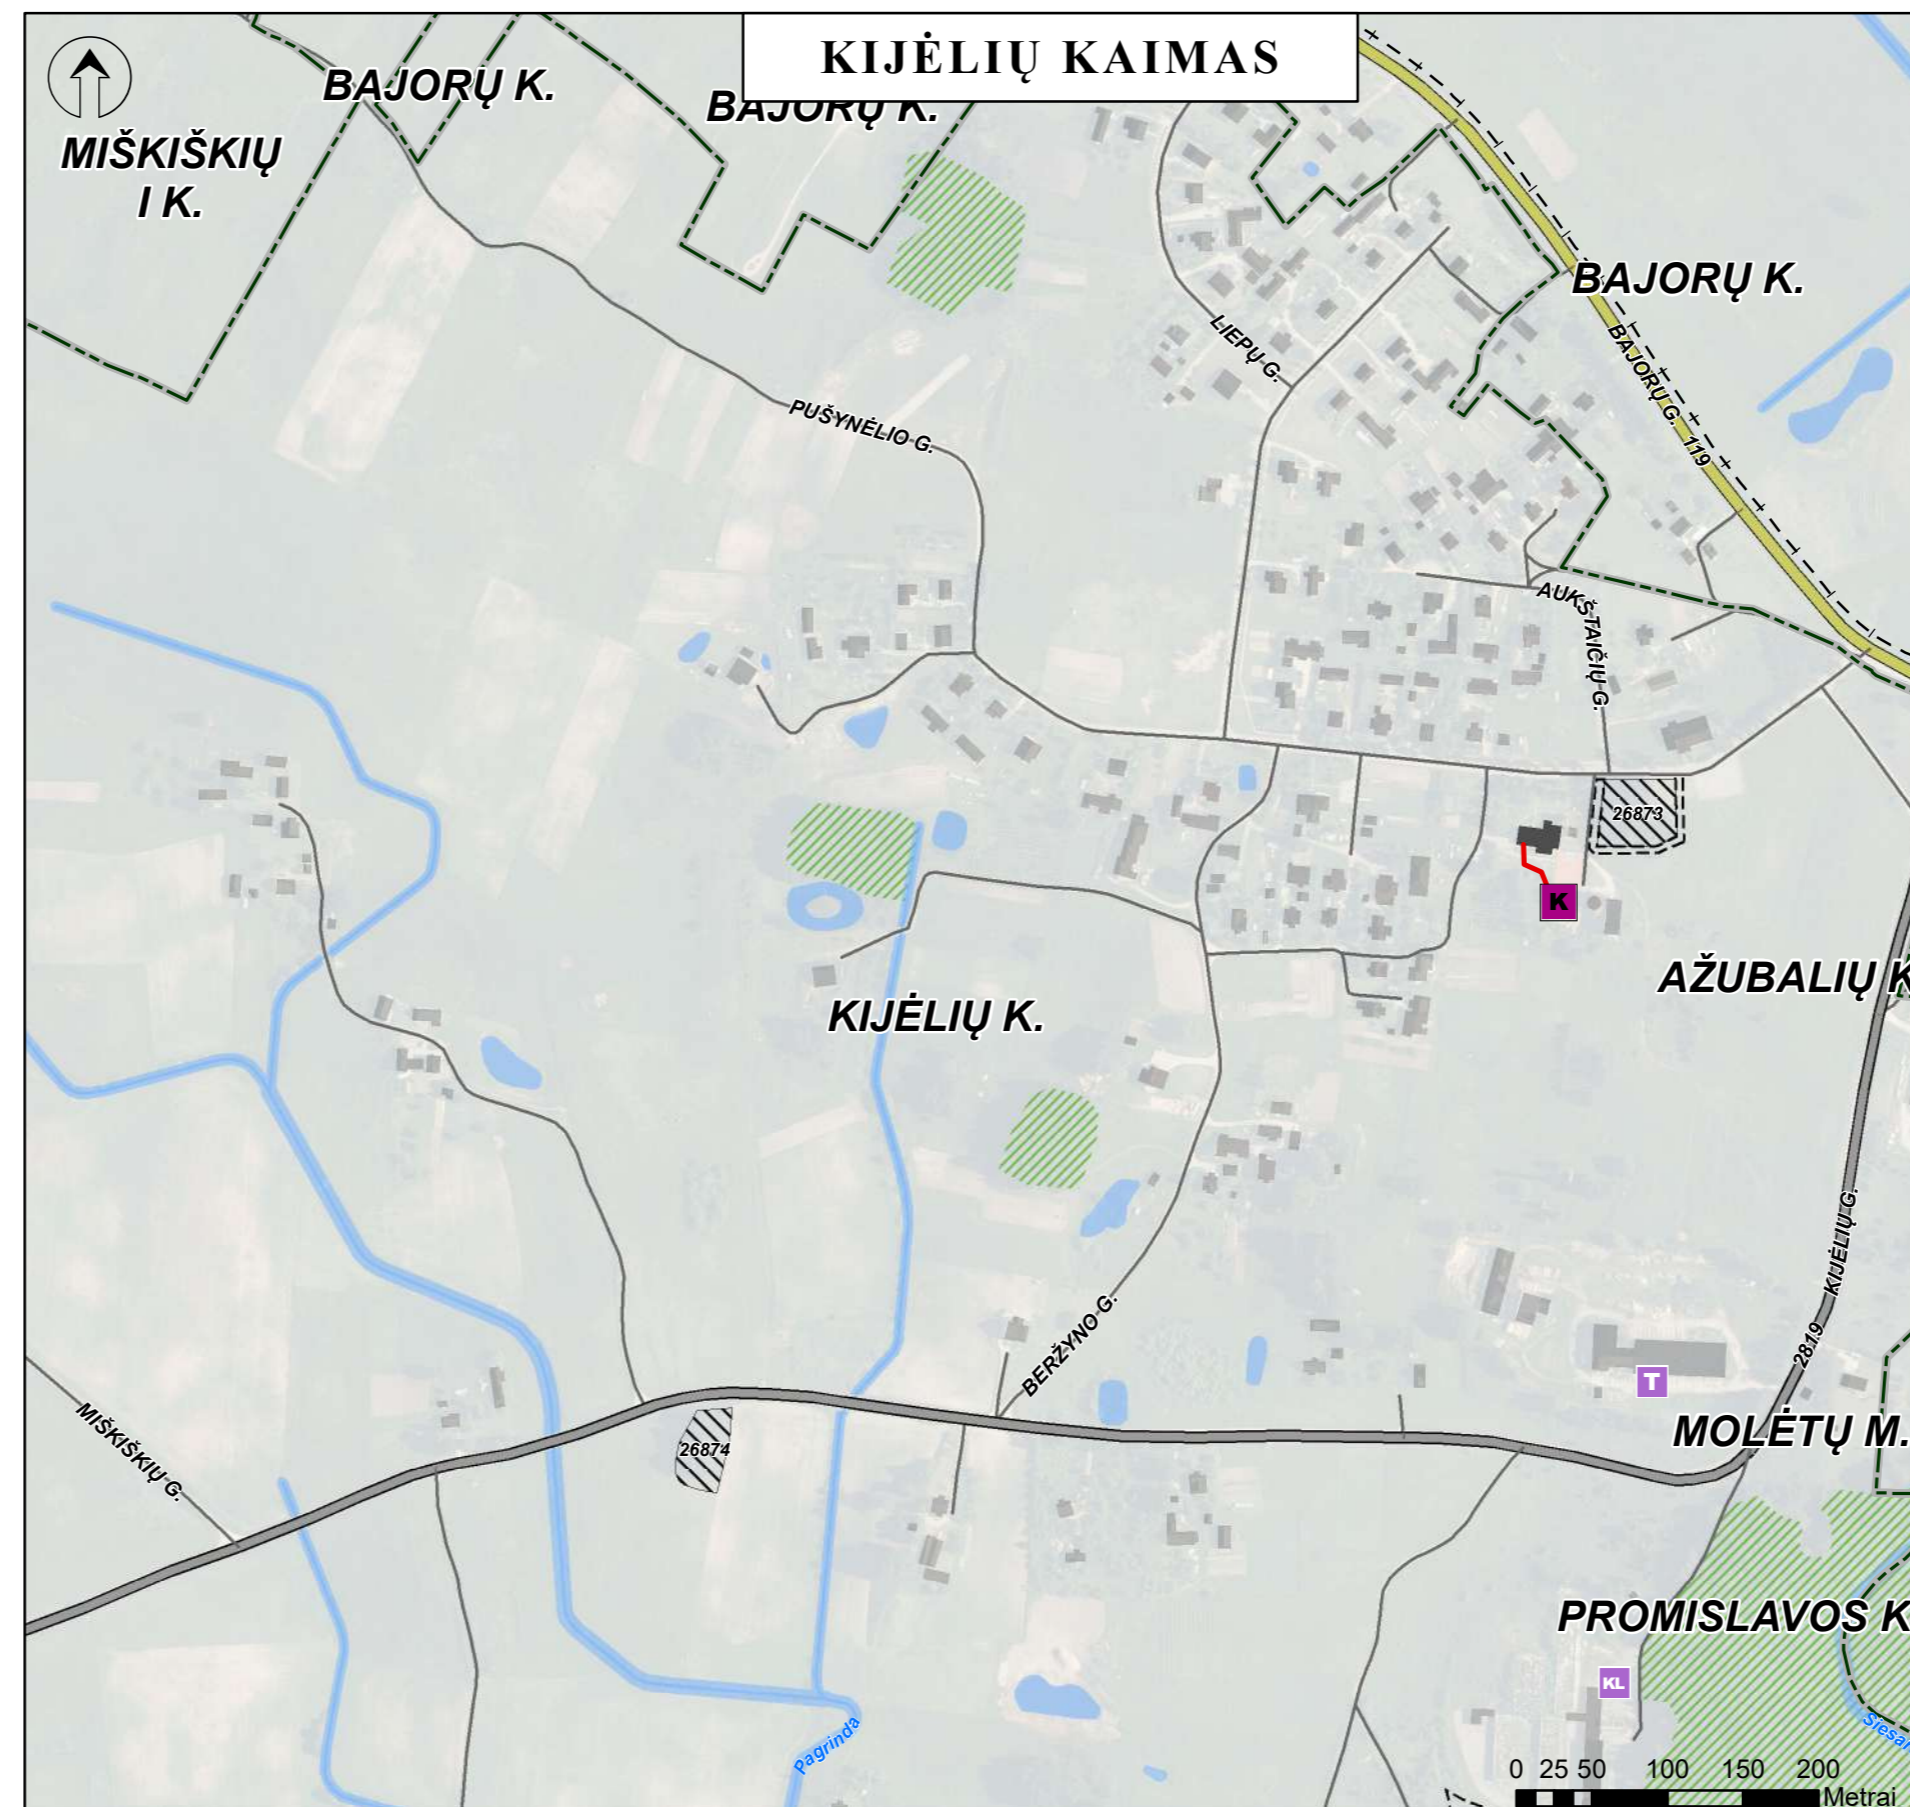 KIJĖLIŲ KAIMAS
BAJORŲ K.
BAJORŲ K.
MIŠKIŠKIŲ
I K.
BAJORŲ K.
LIEPŲ G.
BAJORŲ G. 119
PUŠYNĖLIO G.
AUKŠTAIČIŲ G.
26873
K
AŽUBALIŲ K
KIJĖLIŲ K.
KIJĖLIŲ G.
2819
BERŽYNO G.
T
MIŠKIŠKIŲ G.
26874
MOLĖTŲ M.
PROMISLAVOS K
KL
Pagrinda
Siesar
0 25 50 100 150 200
Metrai